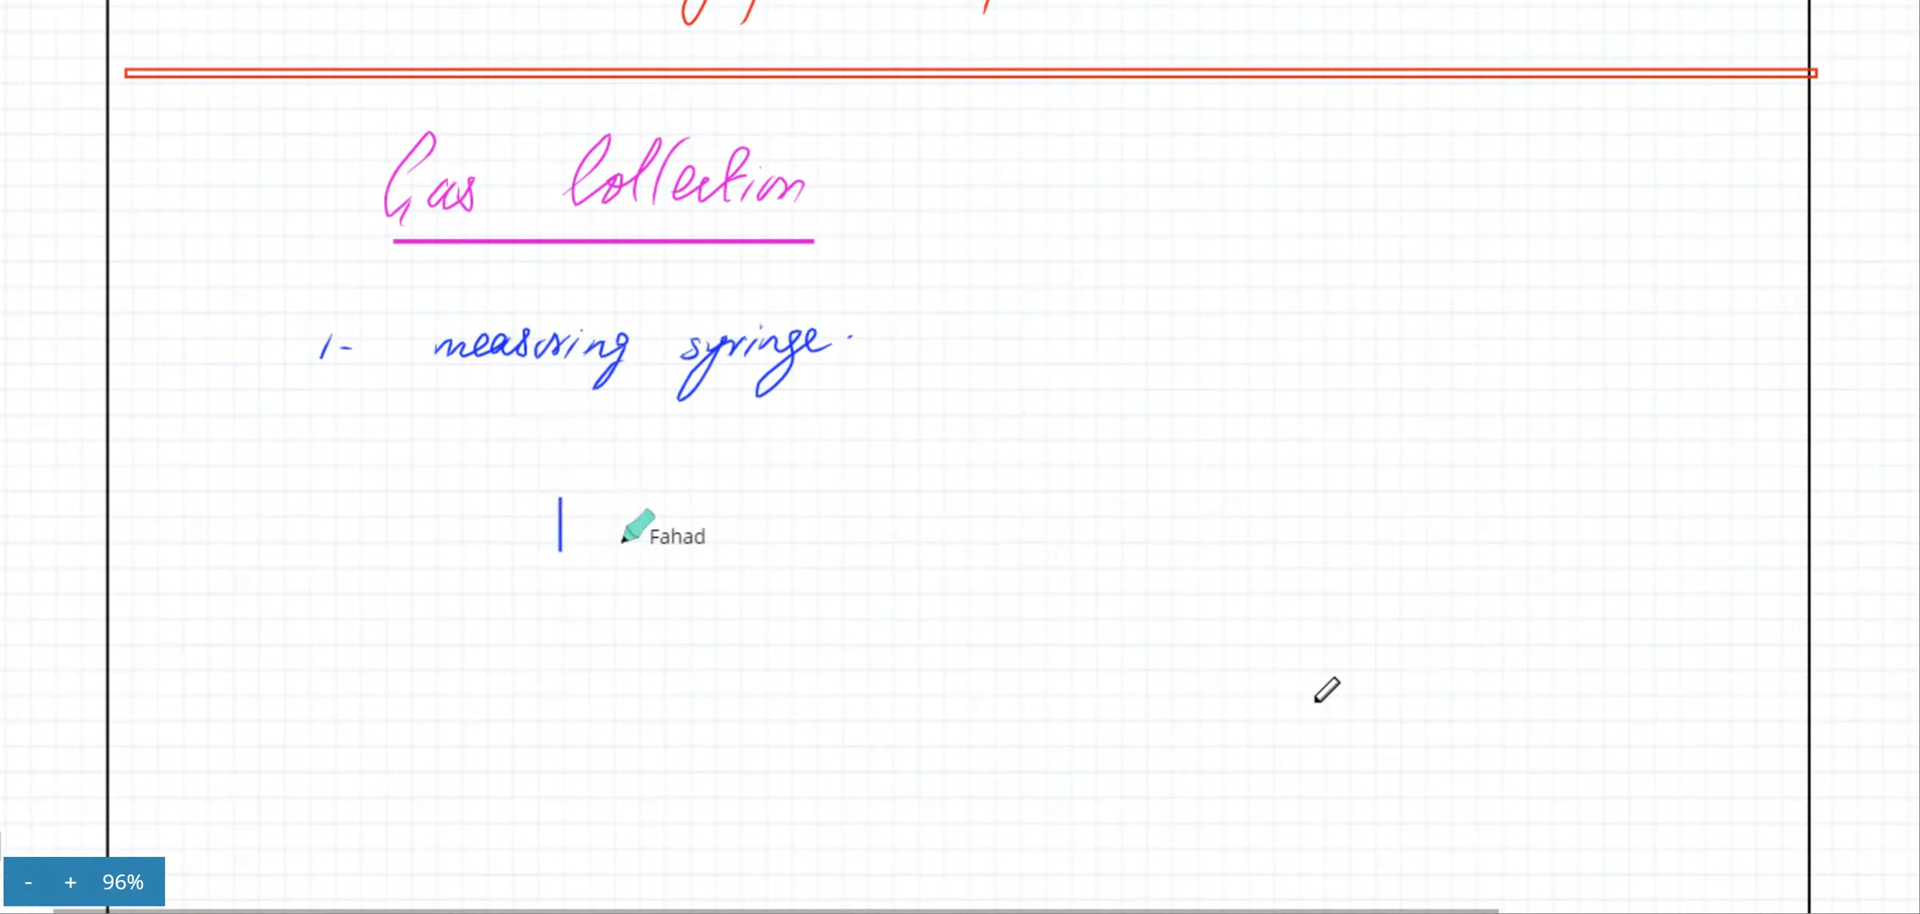 Gas Collection
1- measuring syringe.
Fahad
- + 96%